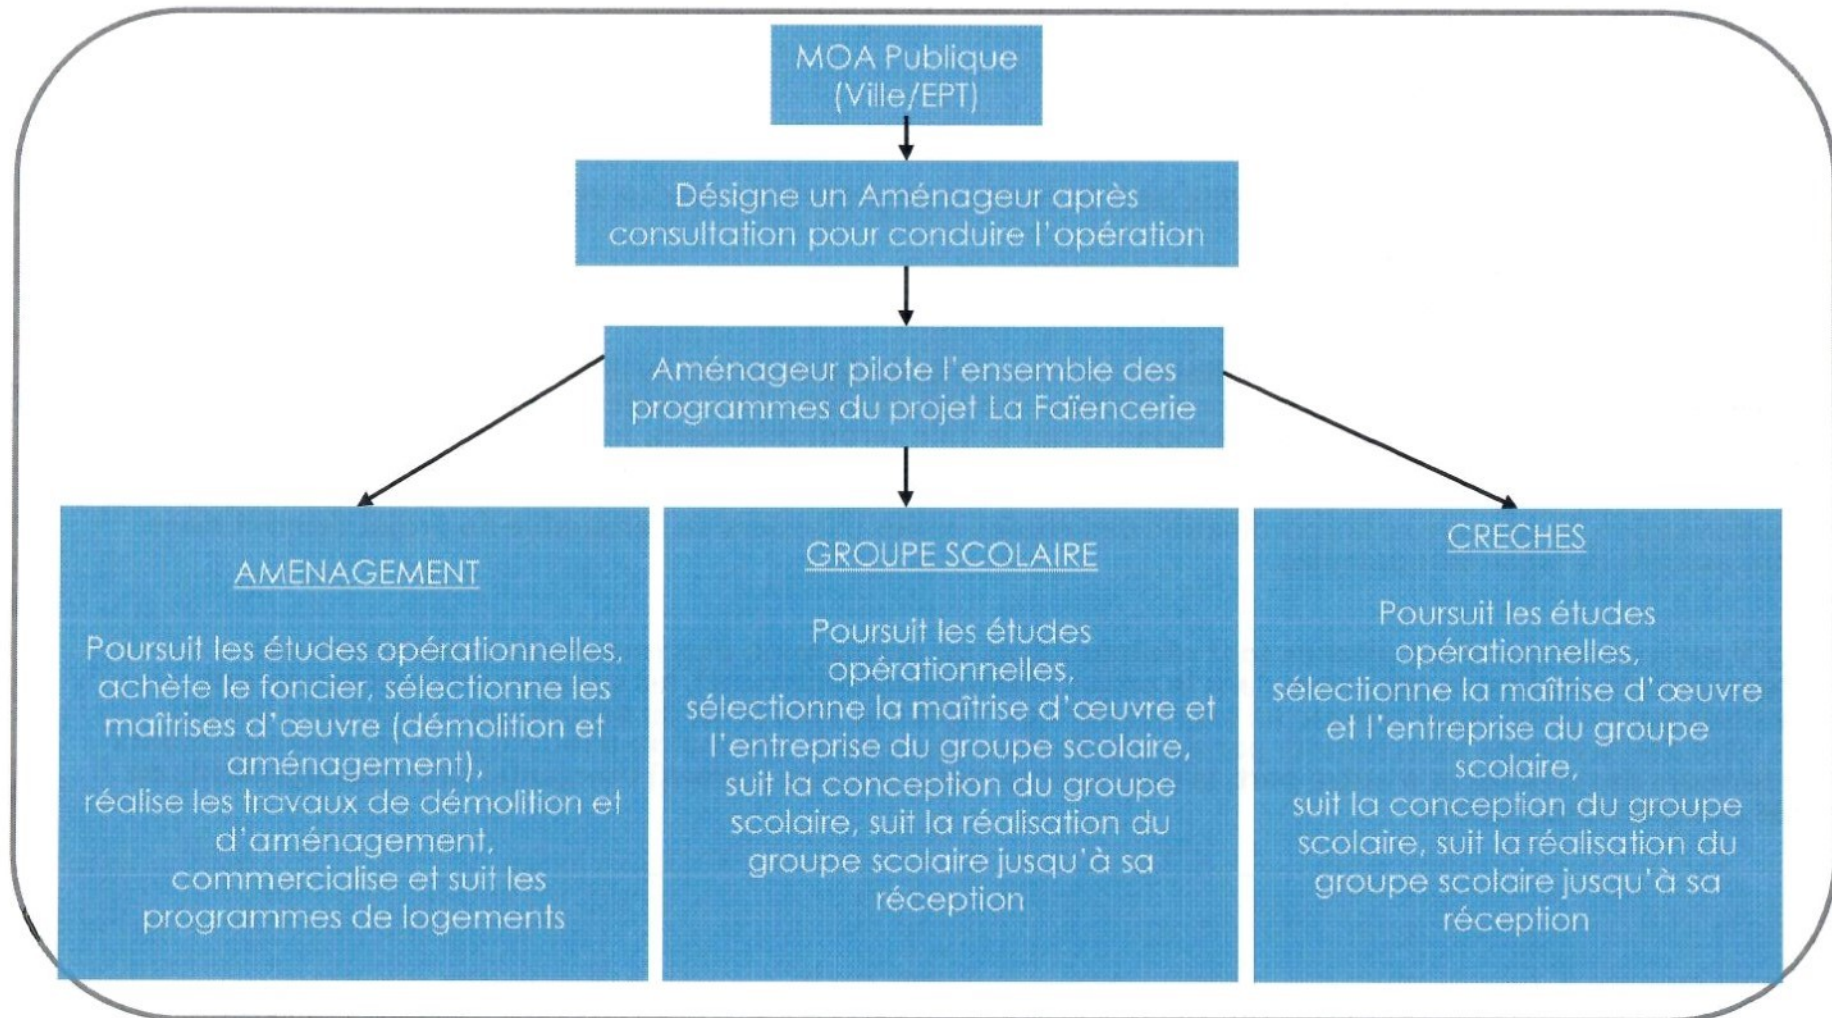 MOA Publique
(Ville/EPT)
Désigne un Aménageur après
consultation pour conduire l'opération
Aménageur pilote l'ensemble des
programmes du projet La Faïencerie
AMENAGEMENT
Poursuit les études opérationnelles,
achète le foncier, sélectionne les
maîtrises d'œuvre (démolition et
aménagement),
réalise les travaux de démolition et
d'aménagement,
commercialise et suit les
programmes de logements
GROUPE SCOLAIRE
Poursuit les études
opérationnelles,
sélectionne la maîtrise d'œuvre et
l'entreprise du groupe scolaire,
suit la conception du groupe
scolaire, suit la réalisation du
groupe scolaire jusqu'à sa
réception
CRECHES
Poursuit les études
opérationnelles,
sélectionne la maîtrise d'œuvre
et l'entreprise du groupe
scolaire,
suit la conception du groupe
scolaire, suit la réalisation du
groupe scolaire jusqu'à sa
réception